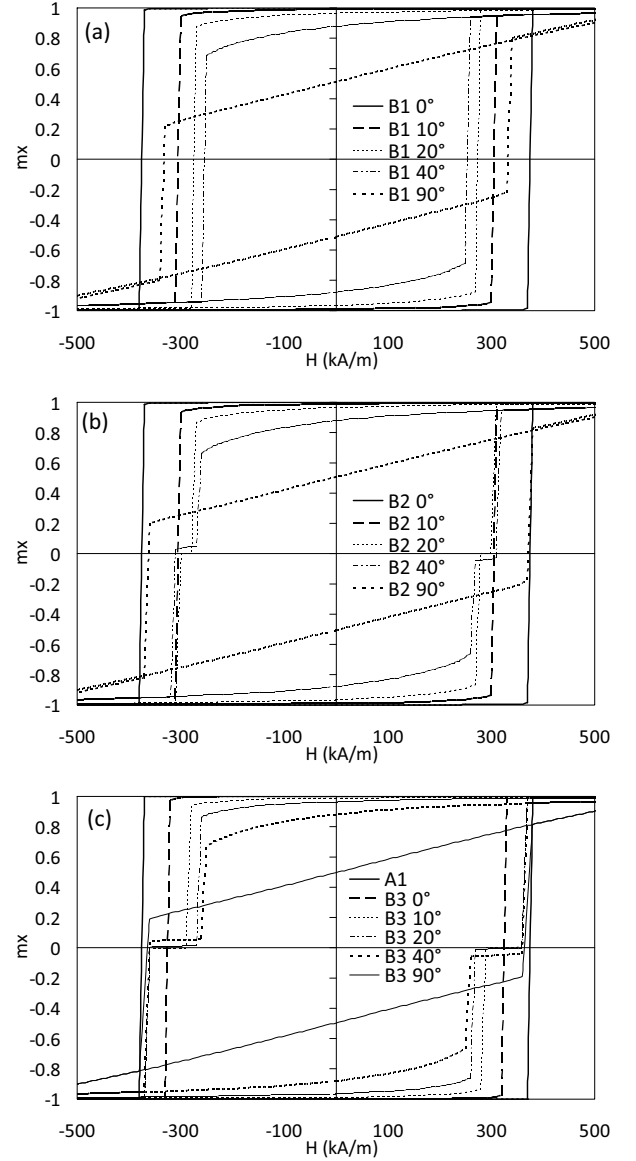 (a)
1
0.8
0.6
0.4
0.2
0
-0.2
-0.4
-0.6
-0.8
-1
mx
B1 0°
B1 10°
B1 20°
B1 40°
B1 90°
-500 -300 -100 100 300 500
H (kA/m)
(b)
1
0.8
0.6
0.4
0.2
0
-0.2
-0.4
-0.6
-0.8
-1
mx
B2 0°
B2 10°
B2 20°
B2 40°
B2 90°
-500 -300 -100 100 300 500
H (kA/m)
(c)
1
0.8
0.6
0.4
0.2
0
-0.2
-0.4
-0.6
-0.8
-1
mx
A1
B3 0°
B3 10°
B3 20°
B3 40°
B3 90°
-500 -300 -100 100 300 500
H (kA/m)